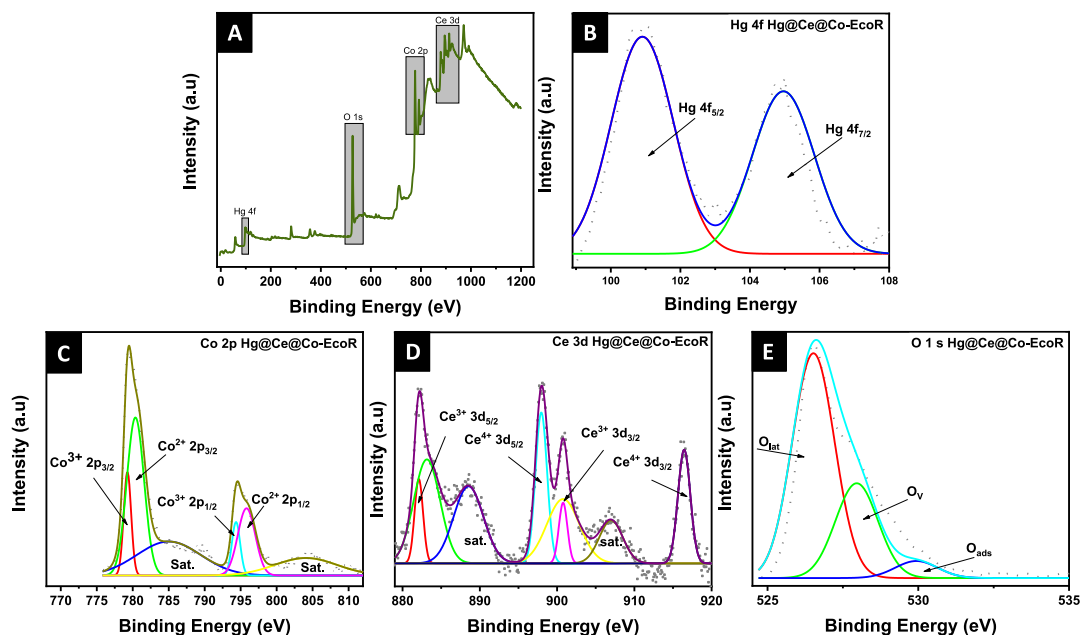 A
Hg 4f
O 1s
Co 2p
Ce 3d
Intensity (a.u)
0 200 400 600 800 1000 1200
Binding Energy (eV)
B
Hg 4f Hg@Ce@Co-EcoR
Hg 4f5/2
Hg 4f7/2
Intensity (a.u)
100 102 104 106 108
Binding Energy
C
Co 2p Hg@Ce@Co-EcoR
Co3+ 2p3/2
Co2+ 2p3/2
Co3+ 2p1/2
Co2+ 2p1/2
Sat.
Sat.
Intensity (a.u)
770 775 780 785 790 795 800 805 810
Binding Energy (eV)
D
Ce 3d Hg@Ce@Co-EcoR
Ce3+ 3d5/2
Ce4+ 3d5/2
Ce3+ 3d3/2
Ce4+ 3d3/2
sat.
sat.
Intensity (a.u)
880 890 900 910 920
Binding Energy (eV)
E
O 1 s Hg@Ce@Co-EcoR
Olat
OV
Oads
Intensity (a.u)
525 530 535
Binding Energy (eV)